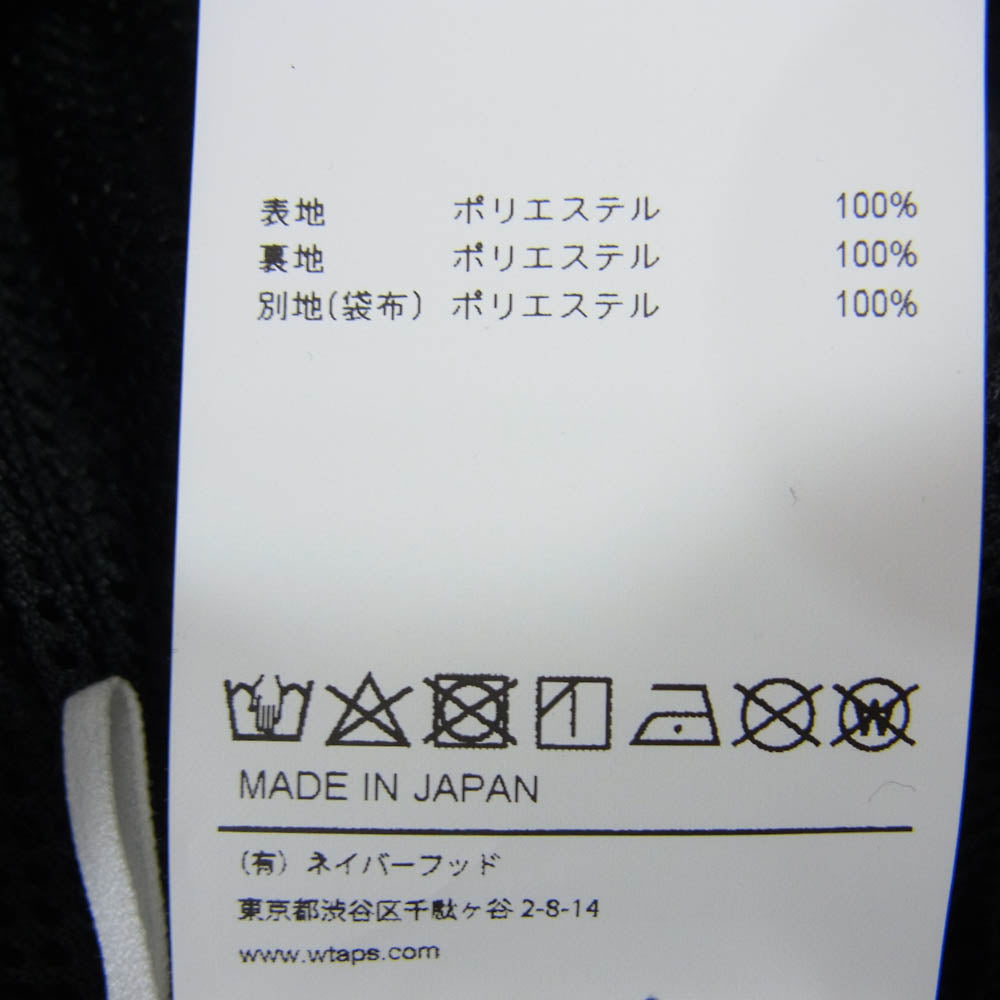 表地 ポリエステル 100%
裏地 ポリエステル 100%
別地(袋布) ポリエステル 100%
W
MADE IN JAPAN
(有) ネイバーフッド
東京都渋谷区千駄ヶ谷 2-8-14
www.wtaps.com